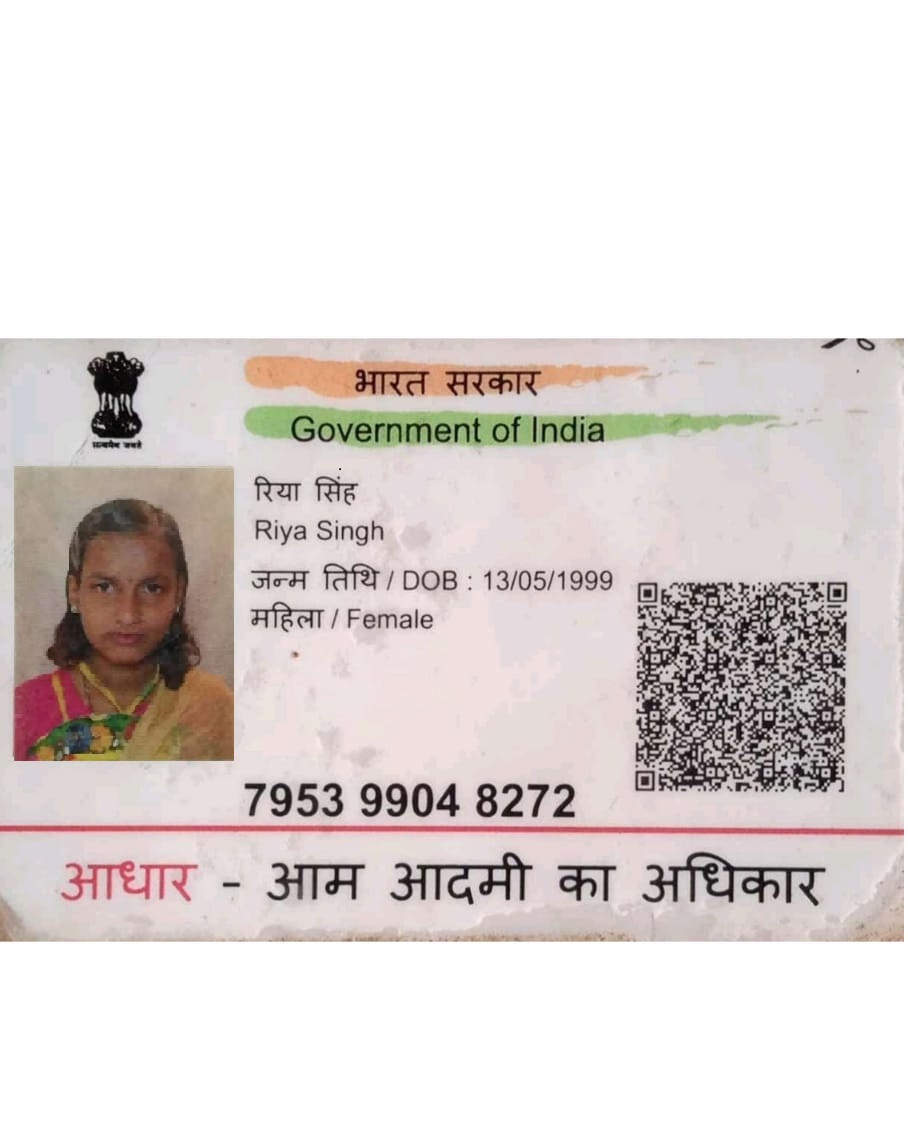 भारत सरकार
Government of India
सत्यमेव जयते
रिया सिंह
Riya Singh
जन्म तिथि / DOB : 13/05/1999
महिला / Female
7953 9904 8272
आधार - आम आदमी का अधिकार